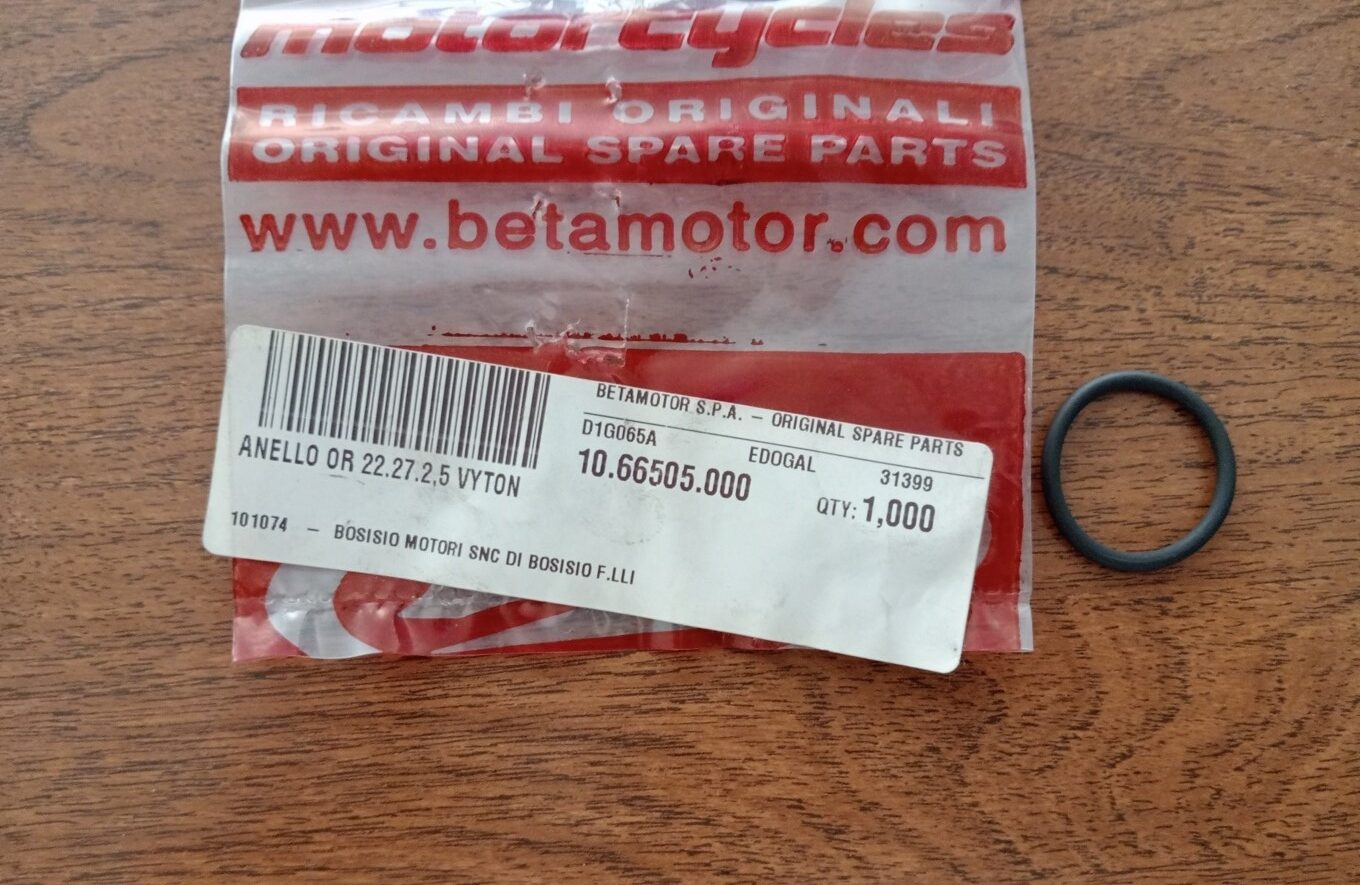 motorcycles
RICAMBI ORIGINALI
ORIGINAL SPARE PARTS
www.betamotor.com
BETAMOTOR S.P.A. – ORIGINAL SPARE PARTS
D1G065A EDOGAL 31399
10.66505.000 QTY: 1,000
ANELLO OR 22.27.2,5 VYTON
101074 – BOSISIO MOTORI SNC DI BOSISIO F.LLI